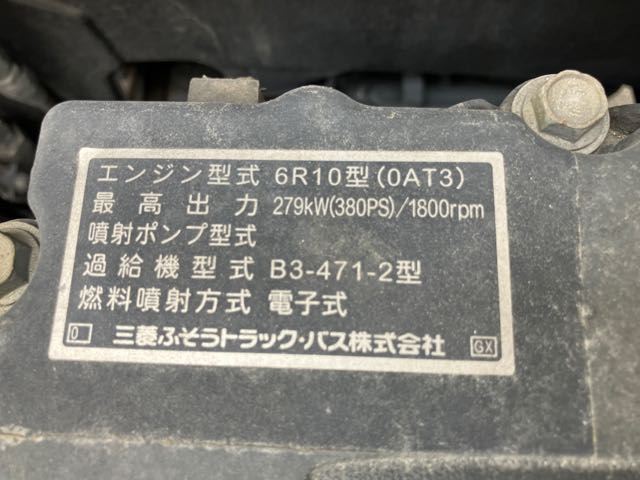 エンジン型式 6R10型(0AT3)
最高出力 279kW(380PS)/1800rpm
噴射ポンプ型式
過給機型式 B3-471-2型
燃料噴射方式 電子式
0 三菱ふそうトラック・バス株式会社 GX